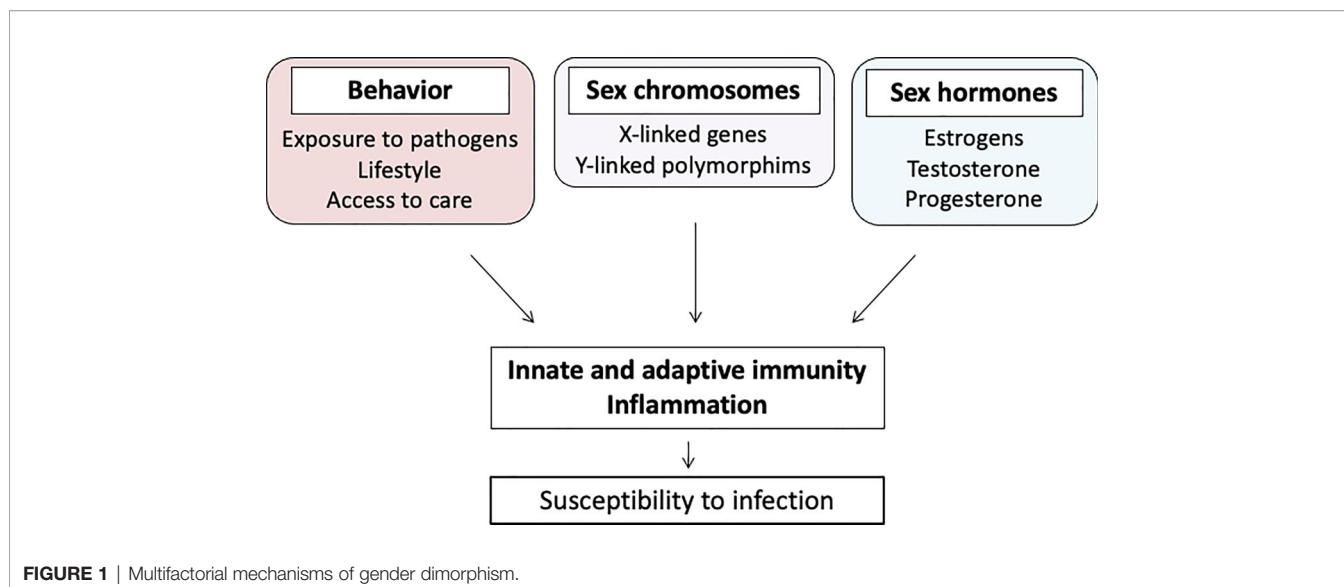 Behavior
Exposure to pathogens
Lifestyle
Access to care
Sex chromosomes
X-linked genes
Y-linked polymorphims
Sex hormones
Estrogens
Testosterone
Progesterone
Innate and adaptive immunity
Inflammation
Susceptibility to infection
FIGURE 1 | Multifactorial mechanisms of gender dimorphism.